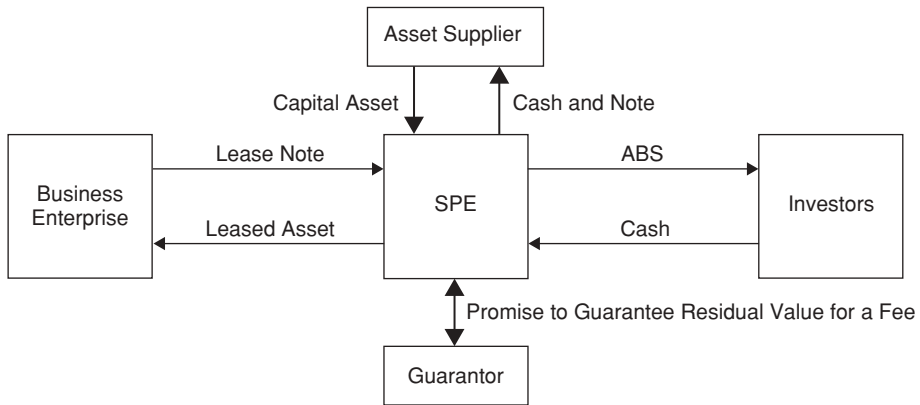 Asset Supplier
Capital Asset
Cash and Note
Lease Note
ABS
Business
Enterprise
SPE
Investors
Leased Asset
Cash
Promise to Guarantee Residual Value for a Fee
Guarantor